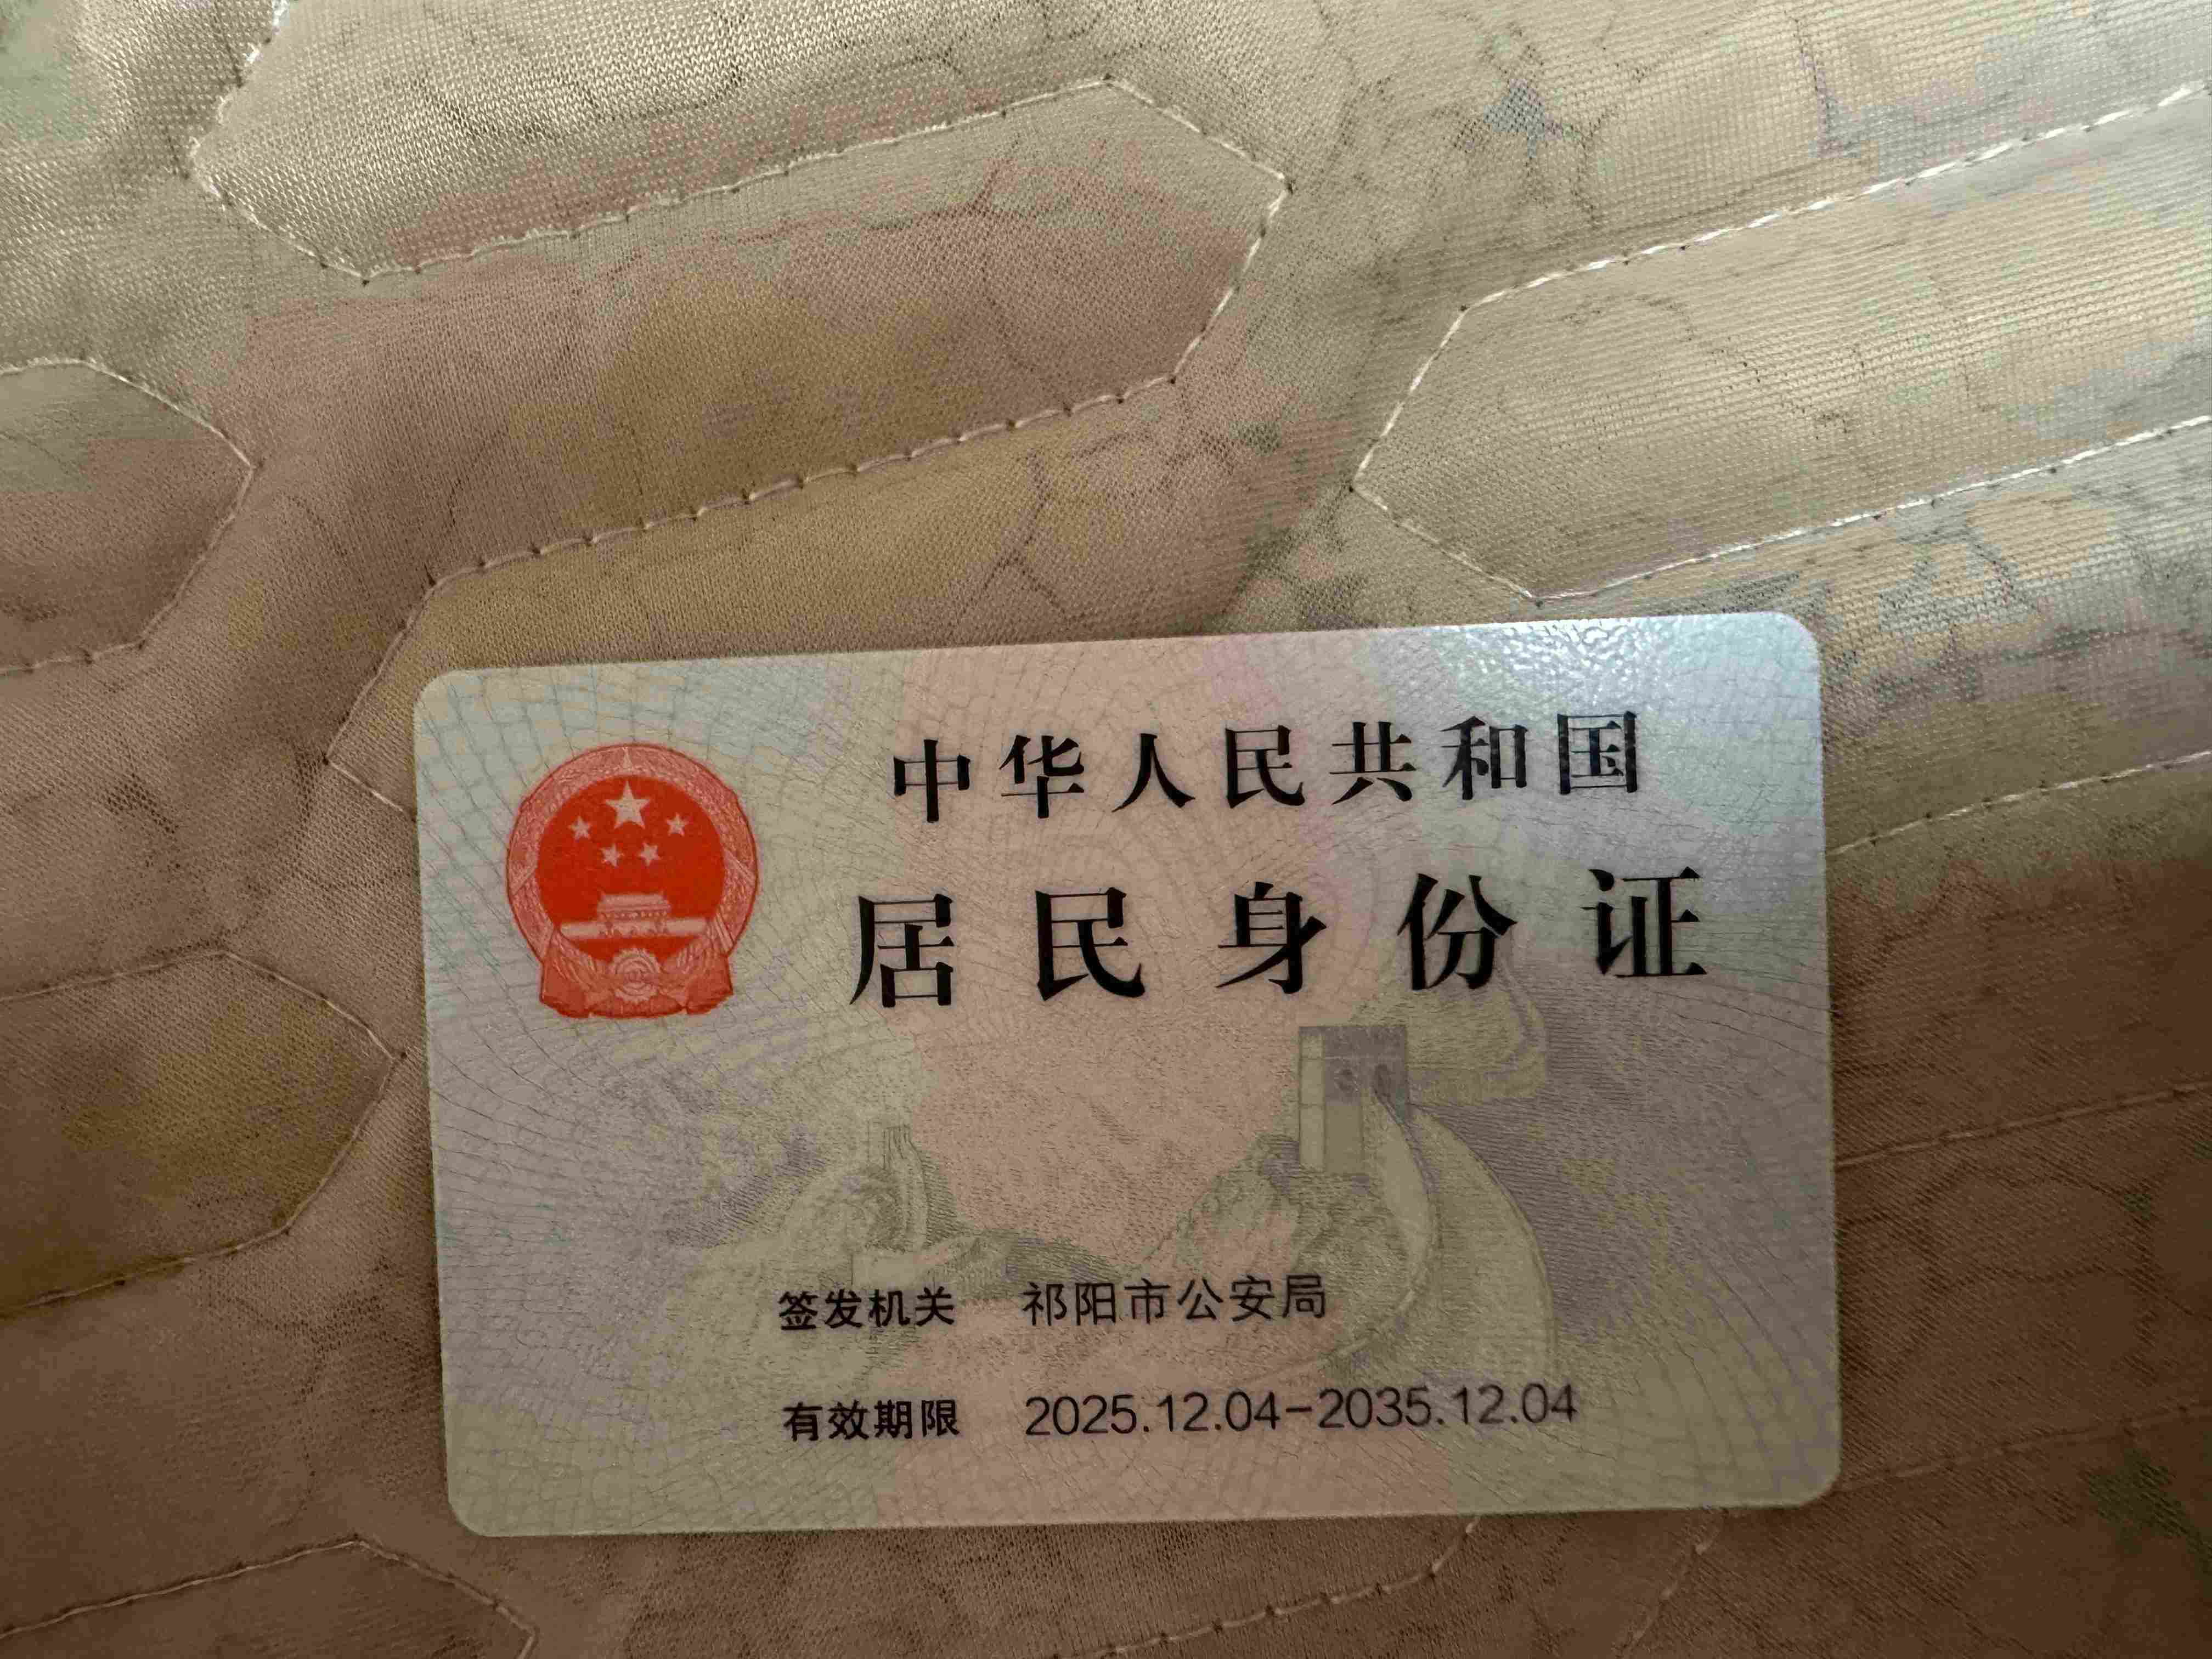 中华人民共和国
居民身份证
签发机关 祁阳市公安局
有效期限 2025.12.04-2035.12.04